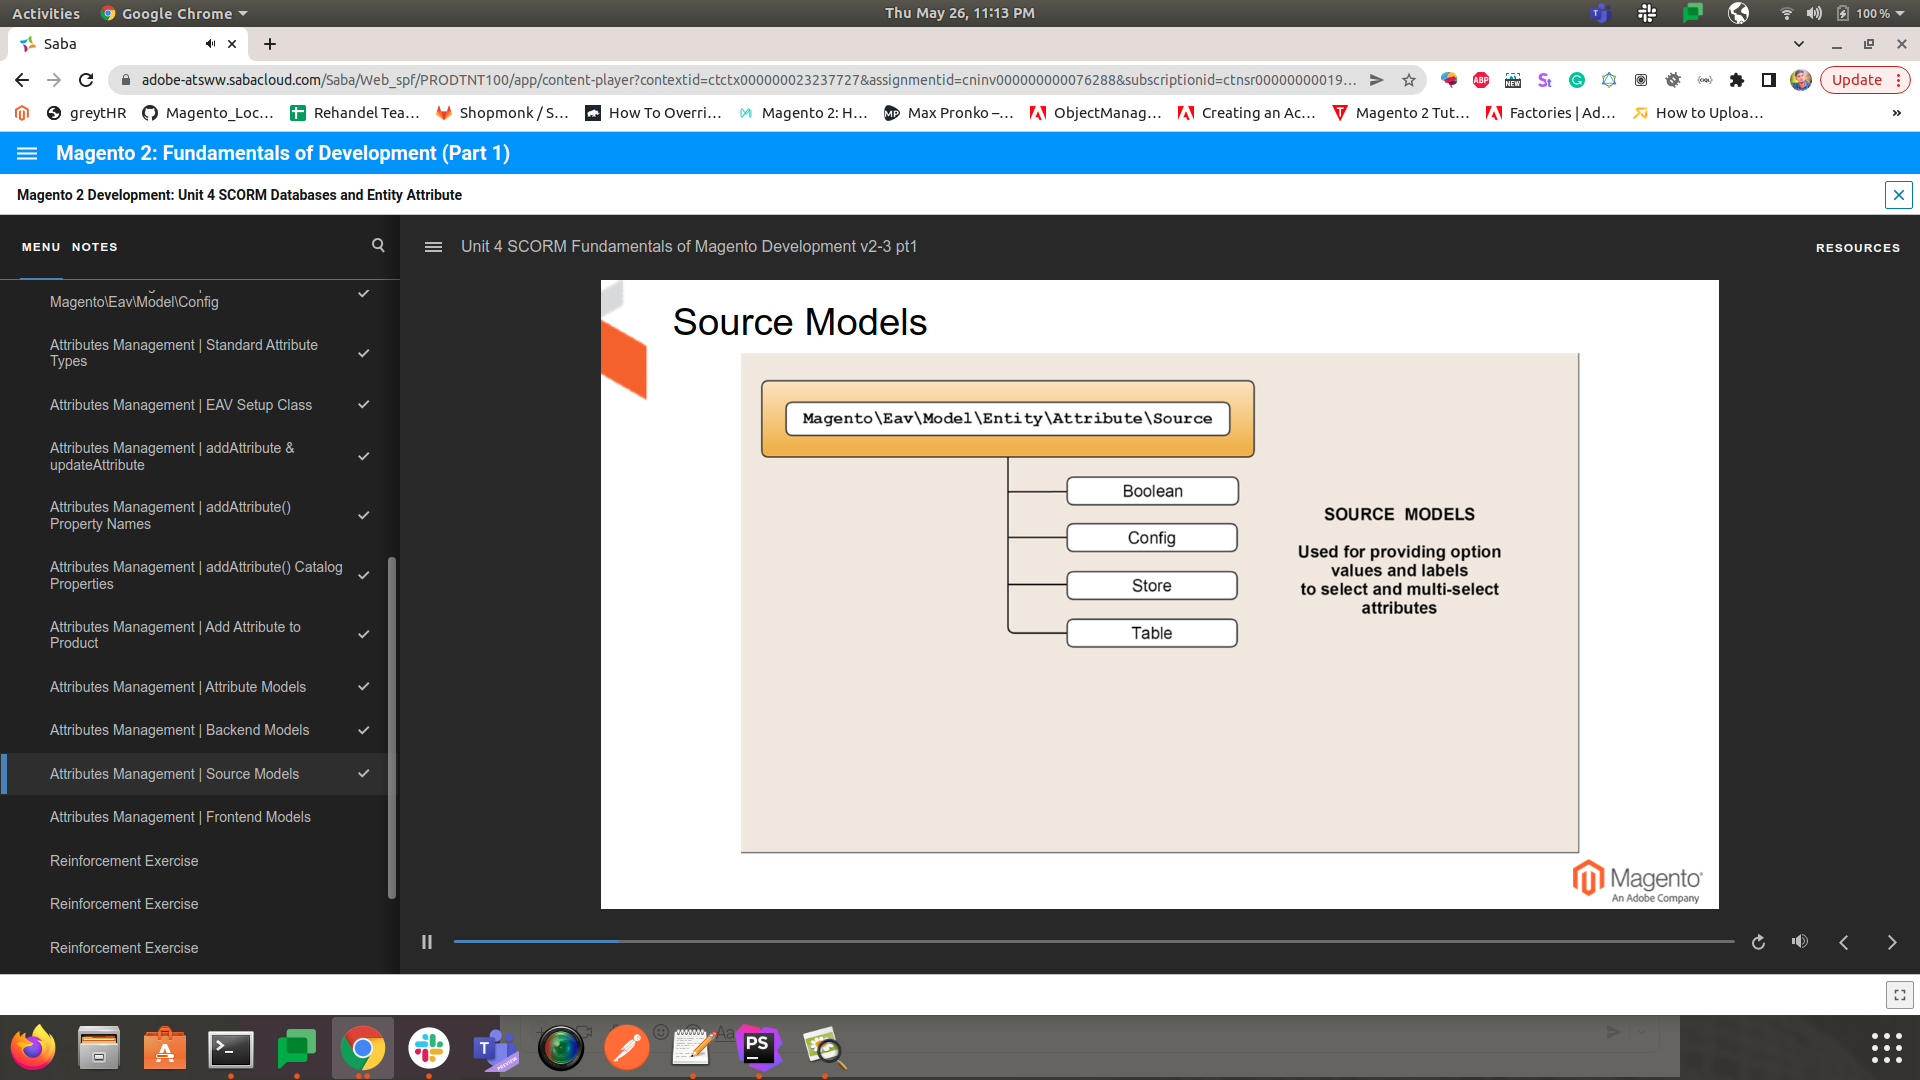 Activities
Google Chrome
Thu May 26, 11:13 PM
100 %
Saba
adobe-atsww.sabacloud.com/Saba/Web_spf/PRODTNT100/app/content-player?contextid=ctctx000000023237727&assignmentid=cninv000000000076288&subscriptionid=ctnsr00000000019...
ABP
NEW
Update
greytHR
Magento_Loc...
Rehandel Tea...
Shopmonk / S...
How To Overri...
Magento 2: H...
Max Pronko –...
ObjectManag...
Creating an Ac...
Magento 2 Tut...
Factories | Ad...
How to Uploa...
»
Magento 2: Fundamentals of Development (Part 1)
Magento 2 Development: Unit 4 SCORM Databases and Entity Attribute
MENU NOTES
Unit 4 SCORM Fundamentals of Magento Development v2-3 pt1
RESOURCES
Magento\Eav\Model\Config
Attributes Management | Standard Attribute
Types
Attributes Management | EAV Setup Class
Attributes Management | addAttribute &
updateAttribute
Attributes Management | addAttribute()
Property Names
Attributes Management | addAttribute() Catalog
Properties
Attributes Management | Add Attribute to
Product
Attributes Management | Attribute Models
Attributes Management | Backend Models
Attributes Management | Source Models
Attributes Management | Frontend Models
Reinforcement Exercise
Reinforcement Exercise
Reinforcement Exercise
Source Models
Magento\Eav\Model\Entity\Attribute\Source
Boolean
Config
Store
Table
SOURCE MODELS
Used for providing option
values and labels
to select and multi-select
attributes
Magento
An Adobe Company
PS